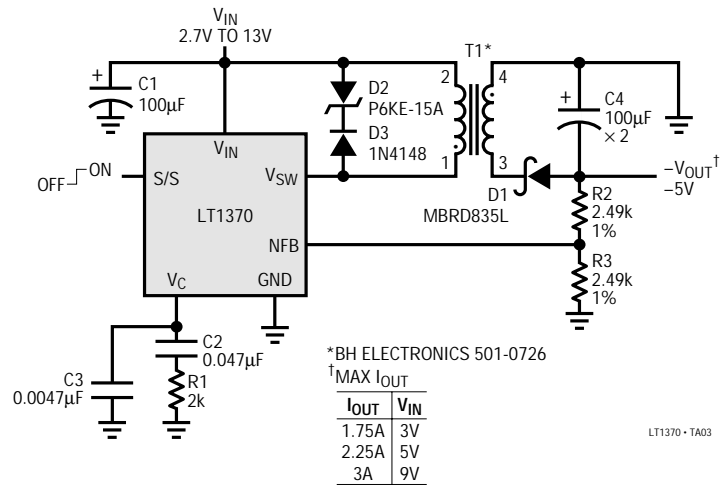 VIN
2.7V TO 13V
T1*
+
C1
100µF
D2
P6KE-15A
D3
1N4148
2
4
1
3
+
C4
100µF
× 2
VIN
ON
OFF
S/S
VSW
LT1370
NFB
VC
GND
D1
MBRD835L
–VOUT†
–5V
R2
2.49k
1%
R3
2.49k
1%
C2
0.047µF
C3
0.0047µF
R1
2k
*BH ELECTRONICS 501-0726
†MAX IOUT
IOUT VIN
1.75A 3V
2.25A 5V
3A 9V
LT1370 • TA03